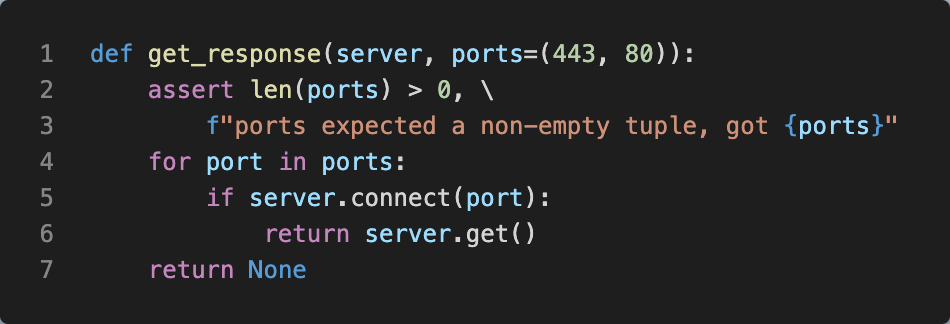 1 def get_response(server, ports=(443, 80)):
2     assert len(ports) > 0, \
3         f"ports expected a non-empty tuple, got {ports}"
4     for port in ports:
5         if server.connect(port):
6             return server.get()
7     return None